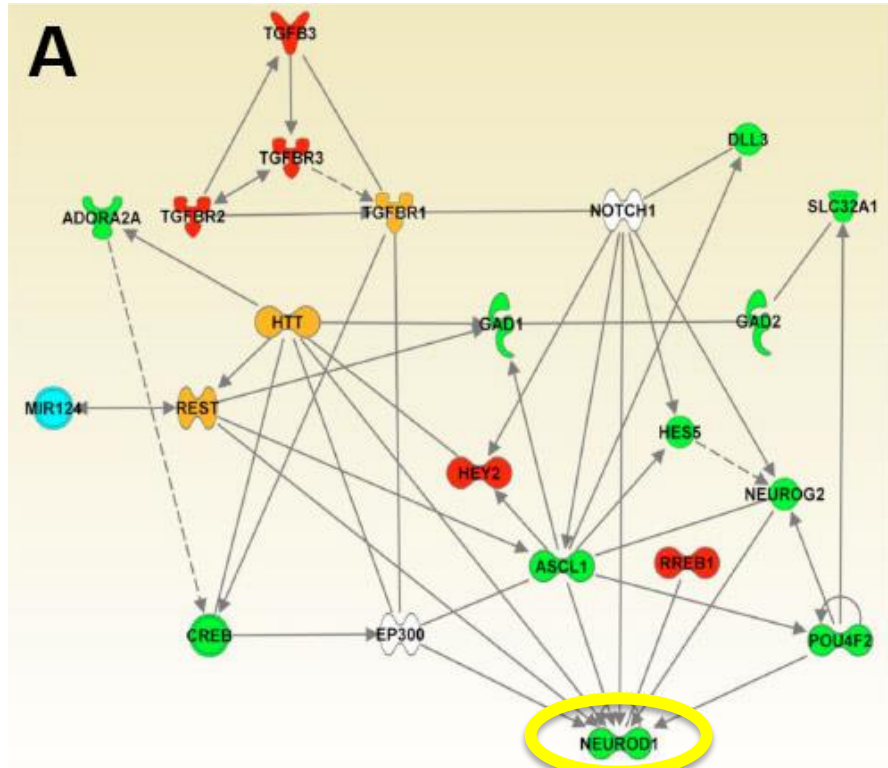 A
TGFB3
DLL3
TGFBR3
ADORA2A
TGFBR2
TGFBR1
NOTCH1
SLC32A1
HTT
GAD1
GAD2
MIR124
REST
HES5
HEY2
NEUROG2
ASCL1
RREB1
CREB
EP300
POU4F2
NEUROD1